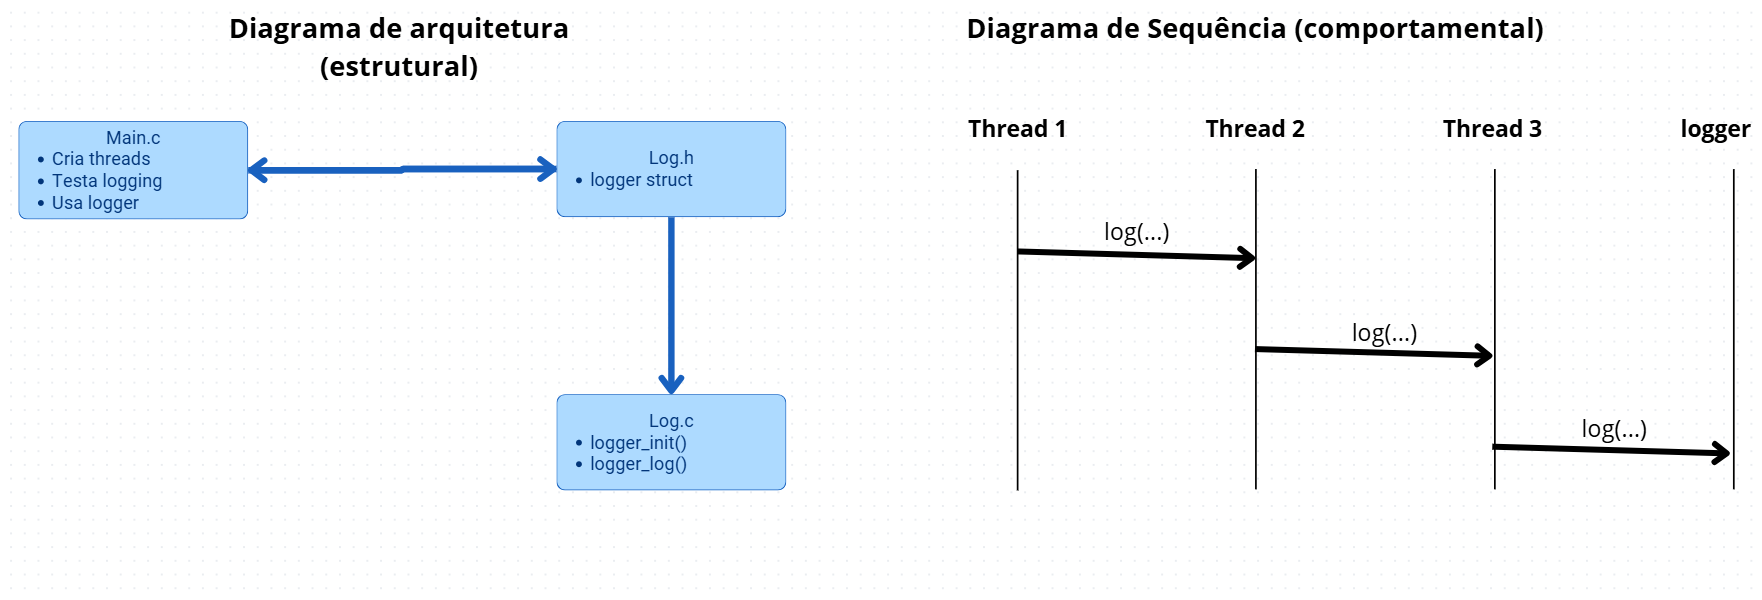 Diagrama de arquitetura
(estrutural)
Main.c
• Cria threads
• Testa logging
• Usa logger
Log.h
• logger struct
Log.c
• logger_init()
• logger_log()
Diagrama de Sequência (comportamental)
Thread 1
Thread 2
Thread 3
logger
log(...)
log(...)
log(...)